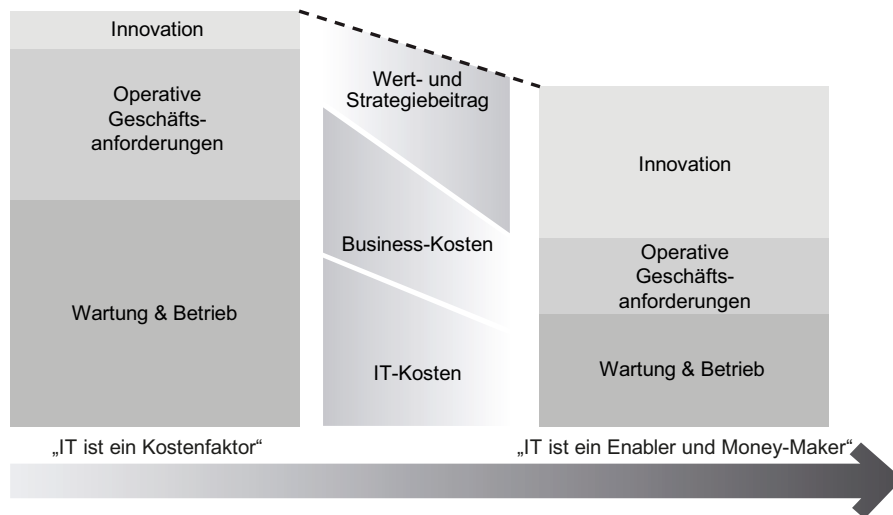 Innovation
Operative
Geschäfts-
anforderungen
Wartung & Betrieb
Wert- und
Strategiebeitrag
Business-Kosten
IT-Kosten
Innovation
Operative
Geschäfts-
anforderungen
Wartung & Betrieb
„IT ist ein Kostenfaktor“
„IT ist ein Enabler und Money-Maker“